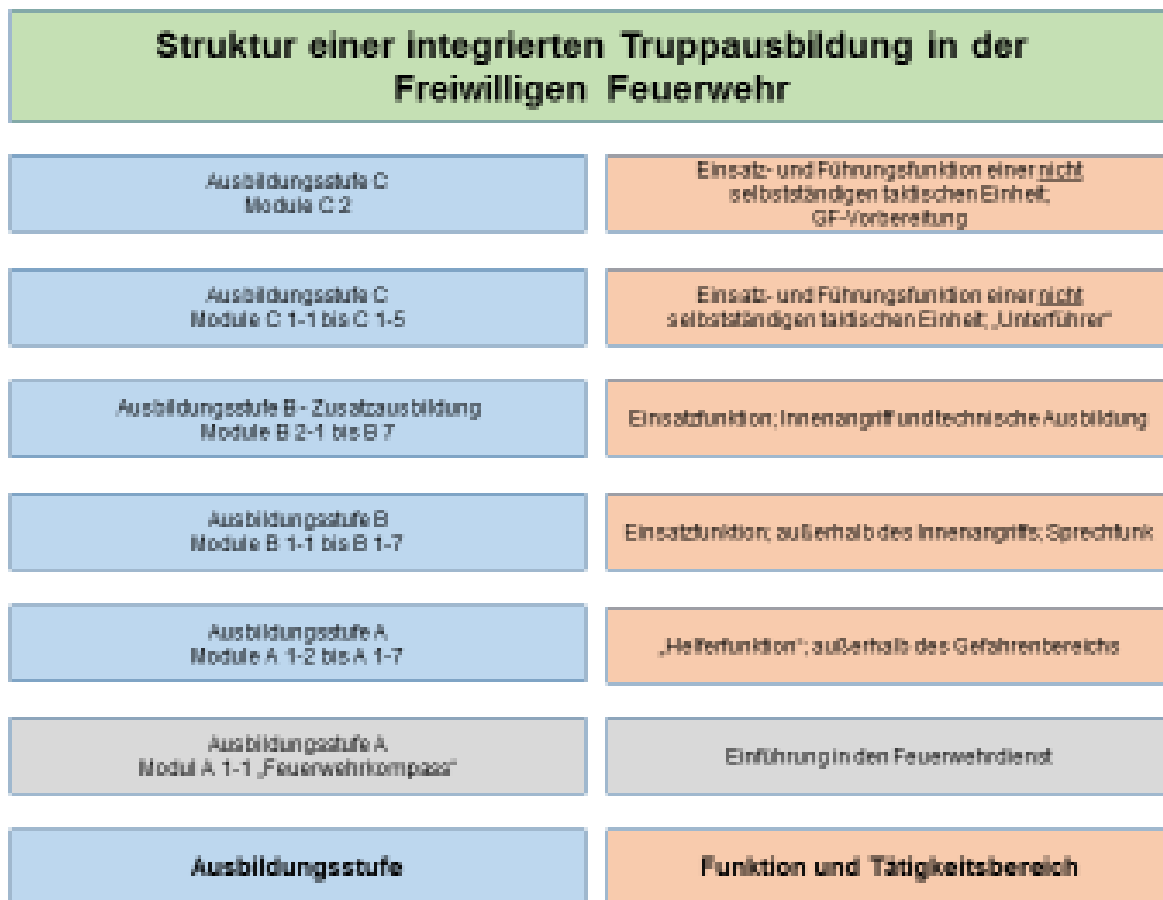 Struktur einer integrierten Truppausbildung in der
Freiwilligen Feuerwehr
Ausbildungsstufe C
Module C 2
Einsatz- und Führungsfunktion einer nicht
selbstständigen taktischen Einheit;
GF-Vorbereitung
Ausbildungsstufe C
Module C 1-1 bis C 1-5
Einsatz- und Führungsfunktion einer nicht
selbstständigen taktischen Einheit; „Unterführer“
Ausbildungsstufe B - Zusatzausbildung
Module B 2-1 bis B 7
Einsatzfunktion; Innenangriff und technische Ausbildung
Ausbildungsstufe B
Module B 1-1 bis B 1-7
Einsatzfunktion; außerhalb des Innenangriffs; Sprechfunk
Ausbildungsstufe A
Module A 1-2 bis A 1-7
„Helferfunktion“; außerhalb des Gefahrenbereichs
Ausbildungsstufe A
Modul A 1-1 „Feuerwehrkompass“
Einführung in den Feuerwehrdienst
Ausbildungsstufe
Funktion und Tätigkeitsbereich